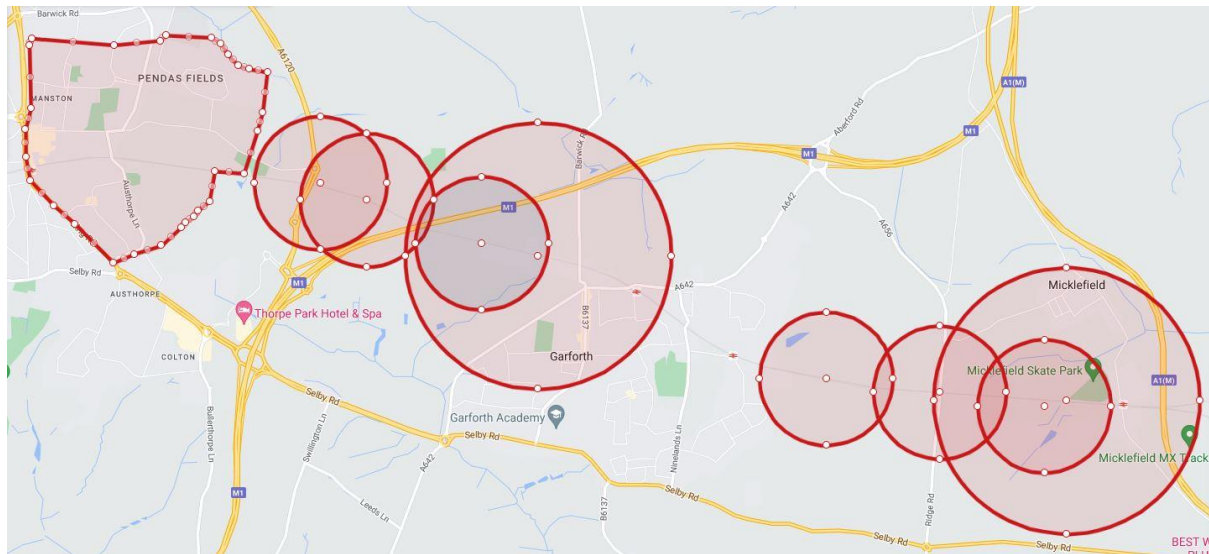 Barwick Rd
PENDAS FIELDS
MANSTON
A6120
Austhorpe Ln
M1
A1(M)
Aberford Rd
M1
Barwick Rd
M1
A642
A656
Selby Rd
AUSTHORPE
M1
Thorpe Park Hotel & Spa
COLTON
A642
B6137
Garforth
Micklefield
Micklefield Skate Park
A1(M)
Selby Rd
Bullerthorpe Ln
Swillington Ln
Garforth Academy
Selby Rd
Ninelands Ln
Micklefield MX Track
A642
Leeds Ln
M1
B6137
Selby Rd
Ridge Rd
Selby Rd
Selby Rd
BEST W